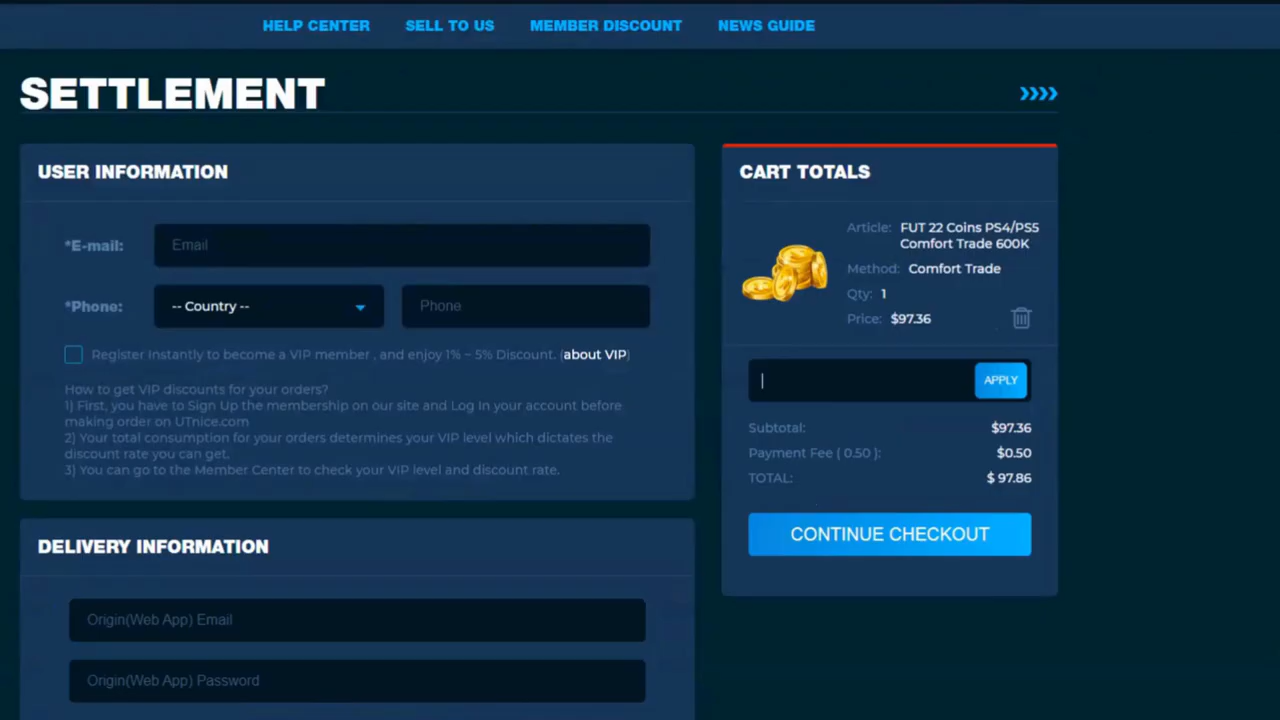 HELP CENTER SELL TO US MEMBER DISCOUNT NEWS GUIDE
SETTLEMENT
USER INFORMATION
*E-mail: Email
*Phone: -- Country -- Phone
Register Instantly to become a VIP member , and enjoy 1% ~ 5% Discount. (about VIP)
How to get VIP discounts for your orders?
1) First, you have to Sign Up the membership on our site and Log In your account before
making order on UTnice.com
2) Your total consumption for your orders determines your VIP level which dictates the
discount rate you can get.
3) You can go to the Member Center to check your VIP level and discount rate.
DELIVERY INFORMATION
Origin(Web App) Email
Origin(Web App) Password
CART TOTALS
Article: FUT 22 Coins PS4/PS5
Comfort Trade 600K
Method: Comfort Trade
Qty: 1
Price: $97.36
APPLY
Subtotal: $97.36
Payment Fee ( 0.50 ): $0.50
TOTAL: $ 97.86
CONTINUE CHECKOUT